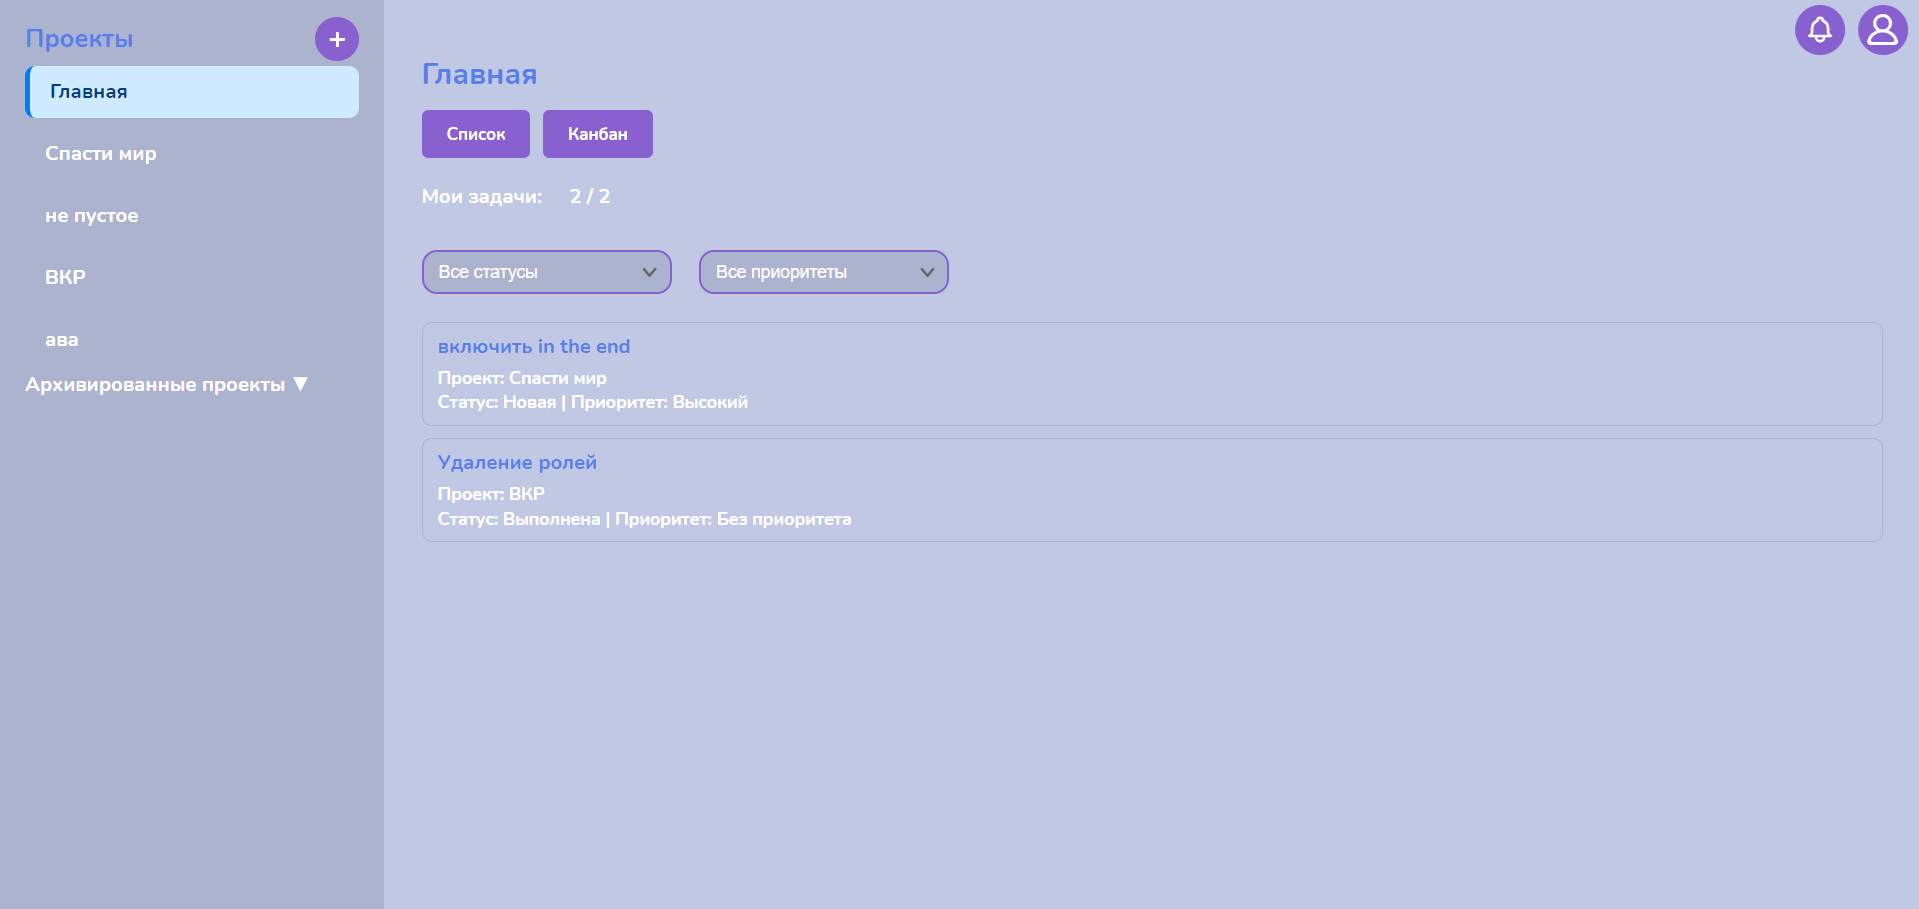 Проекты
+
Главная
Спасти мир
не пустое
ВКР
ава
Архивированные проекты ▼
Главная
Список
Канбан
Мои задачи: 2 / 2
Все статусы
Все приоритеты
включить in the end
Проект: Спасти мир
Статус: Новая | Приоритет: Высокий
Удаление ролей
Проект: ВКР
Статус: Выполнена | Приоритет: Без приоритета